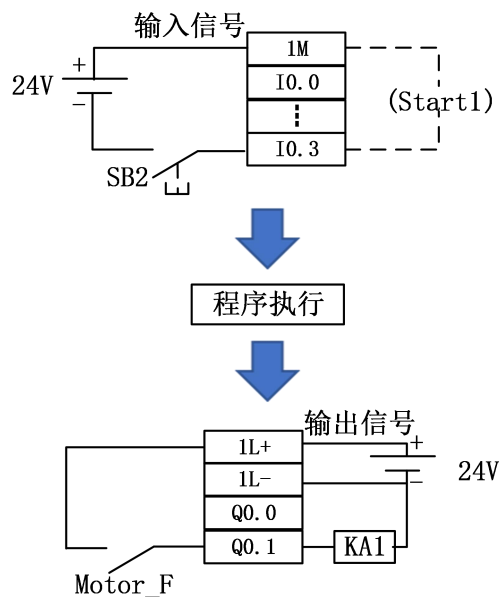 输入信号
1M
+
24V
−
I0.0
(Start1)
I0.3
SB2
程序执行
输出信号
1L+
+
1L-
24V
−
Q0.0
Q0.1
KA1
Motor_F